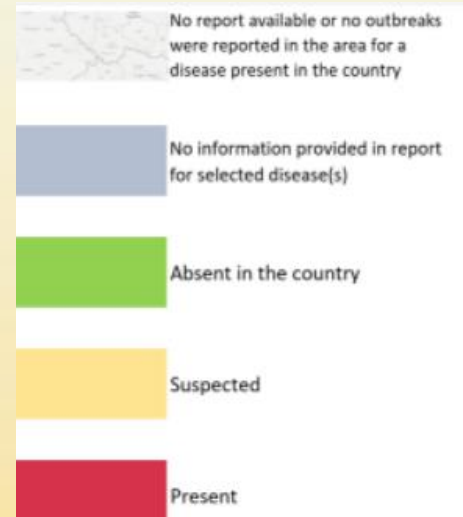 No report available or no outbreaks
were reported in the area for a
disease present in the country
No information provided in report
for selected disease(s)
Absent in the country
Suspected
Present